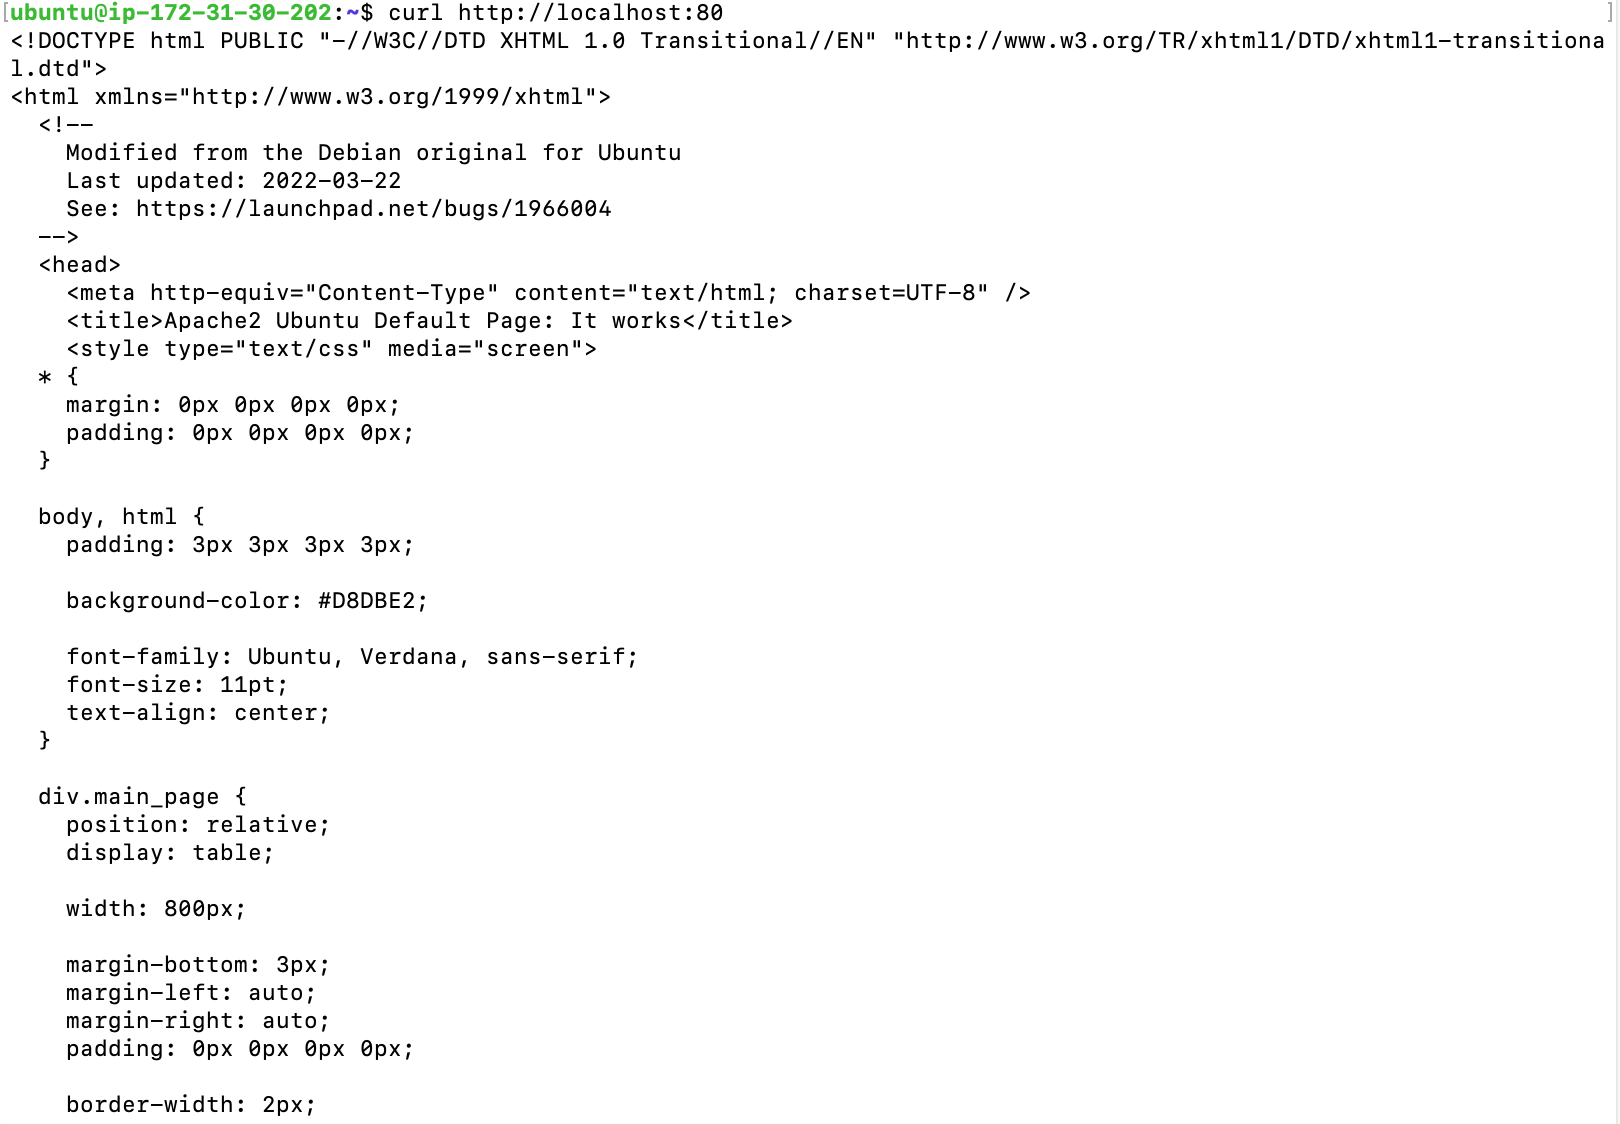 [ubuntu@ip-172-31-30-202:~$ curl http://localhost:80 ]
<!DOCTYPE html PUBLIC "-//W3C//DTD XHTML 1.0 Transitional//EN" "http://www.w3.org/TR/xhtml1/DTD/xhtml1-transitiona
l.dtd">
<html xmlns="http://www.w3.org/1999/xhtml">
  <!--
    Modified from the Debian original for Ubuntu
    Last updated: 2022-03-22
    See: https://launchpad.net/bugs/1966004
  -->
  <head>
    <meta http-equiv="Content-Type" content="text/html; charset=UTF-8" />
    <title>Apache2 Ubuntu Default Page: It works</title>
    <style type="text/css" media="screen">
  * {
    margin: 0px 0px 0px 0px;
    padding: 0px 0px 0px 0px;
  }

  body, html {
    padding: 3px 3px 3px 3px;

    background-color: #D8DBE2;

    font-family: Ubuntu, Verdana, sans-serif;
    font-size: 11pt;
    text-align: center;
  }

  div.main_page {
    position: relative;
    display: table;

    width: 800px;

    margin-bottom: 3px;
    margin-left: auto;
    margin-right: auto;
    padding: 0px 0px 0px 0px;

    border-width: 2px;